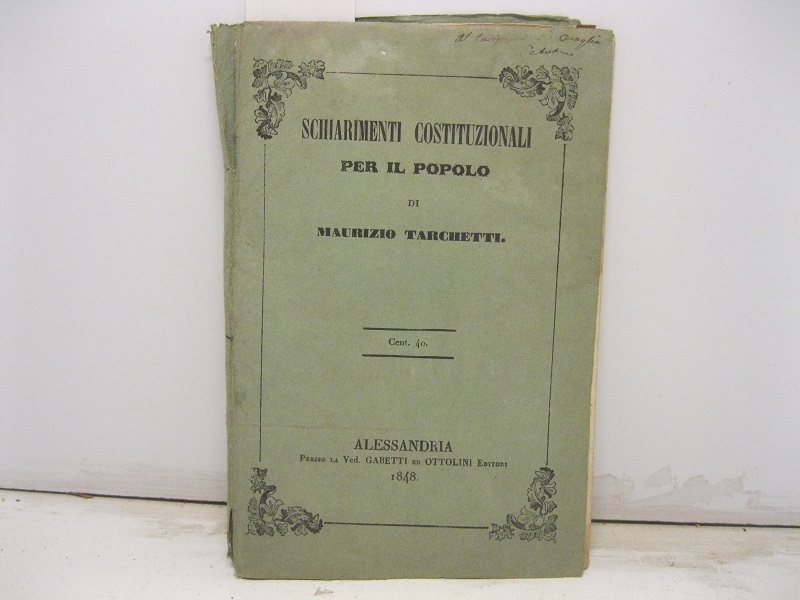 Al
SCHIARIMENTI COSTITUZIONALI
PER IL POPOLO
DI
MAURIZIO TARCHETTI.
Cent. 40.
ALESSANDRIA
PRESSO LA Ved. GABETTI ED OTTOLINI EDITORI
1848.